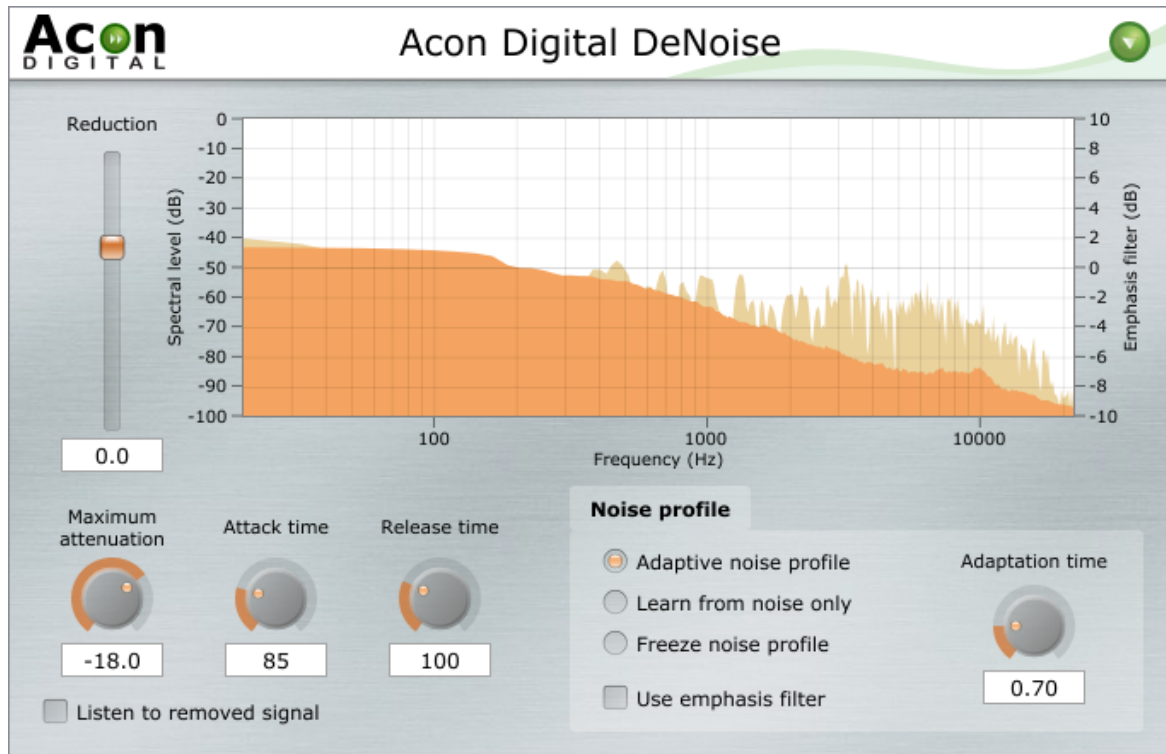 Acon
DIGITAL
Acon Digital DeNoise
Reduction
0.0
Spectral level (dB)
0
-10
-20
-30
-40
-50
-60
-70
-80
-90
-100
10
8
6
4
2
0
-2
-4
-6
-8
-10
Emphasis filter (dB)
100
1000
10000
Frequency (Hz)
Maximum
attenuation
-18.0
Attack time
85
Release time
100
Listen to removed signal
Noise profile
Adaptive noise profile
Learn from noise only
Freeze noise profile
Use emphasis filter
Adaptation time
0.70